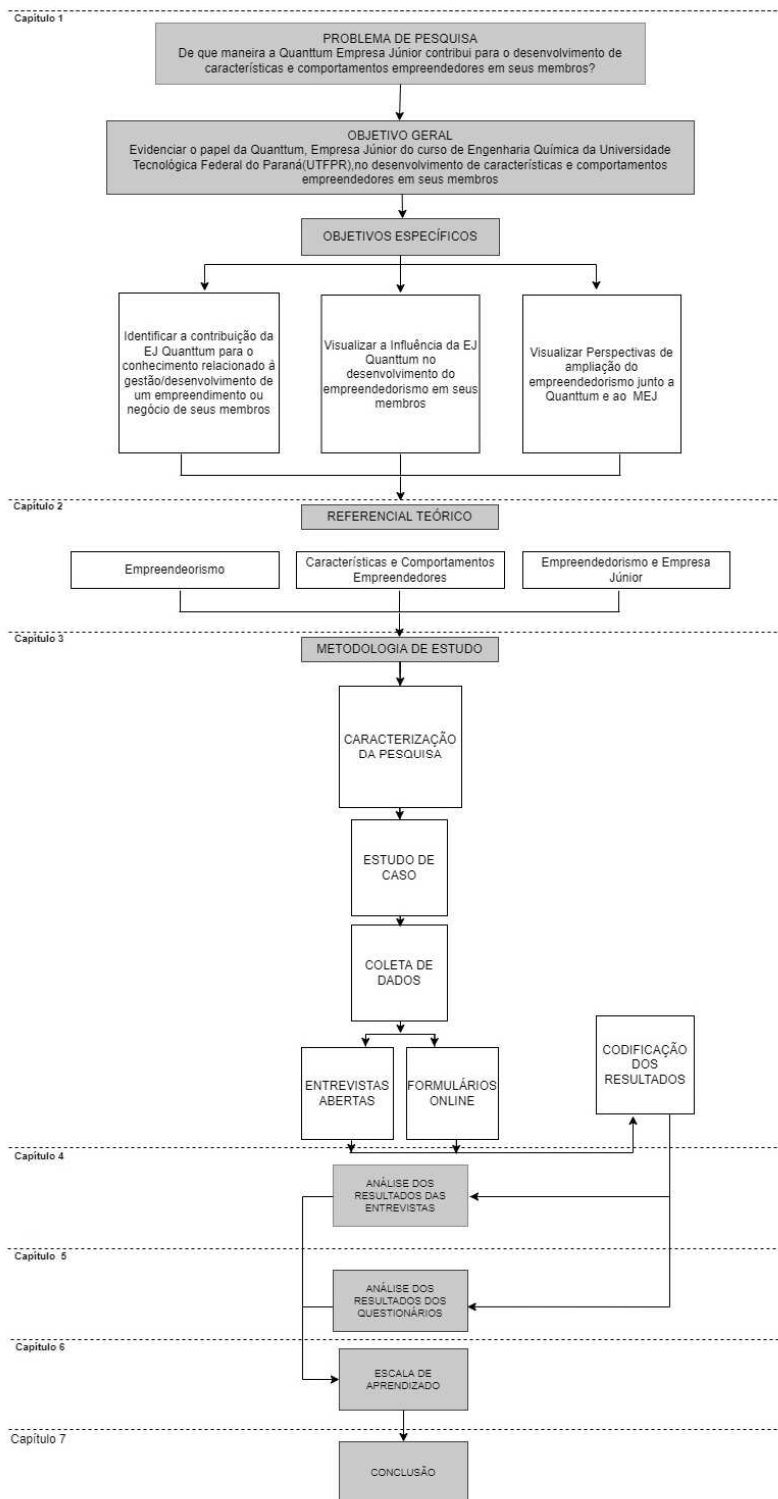 Capítulo 1
PROBLEMA DE PESQUISA
De que maneira a Quanttum Empresa Júnior contribui para o desenvolvimento de
características e comportamentos empreendedores em seus membros?
OBJETIVO GERAL
Evidenciar o papel da Quanttum, Empresa Júnior do curso de Engenharia Química da Universidade
Tecnológica Federal do Paraná(UTFPR),no desenvolvimento de características e comportamentos
empreendedores em seus membros
OBJETIVOS ESPECÍFICOS
Identificar a contribuição da
EJ Quanttum para o
conhecimento relacionado à
gestão/desenvolvimento de
um empreendimento ou
negócio de seus membros
Visualizar a Influência da EJ
Quanttum no
desenvolvimento do
empreendedorismo em seus
membros
Visualizar Perspectivas de
ampliação do
empreendedorismo junto a
Quanttum e ao MEJ
Capítulo 2
REFERENCIAL TEÓRICO
Empreendeorismo
Características e Comportamentos
Empreendedores
Empreendedorismo e Empresa
Júnior
Capítulo 3
METODOLOGIA DE ESTUDO
CARACTERIZAÇÃO
DA PESQUISA
ESTUDO DE
CASO
COLETA DE
DADOS
ENTREVISTAS
ABERTAS
FORMULÁRIOS
ONLINE
CODIFICAÇÃO
DOS
RESULTADOS
Capítulo 4
ANÁLISE DOS
RESULTADOS DAS
ENTREVISTAS
Capítulo 5
ANÁLISE DOS
RESULTADOS DOS
QUESTIONÁRIOS
Capítulo 6
ESCALA DE
APRENDIZADO
Capítulo 7
CONCLUSÃO